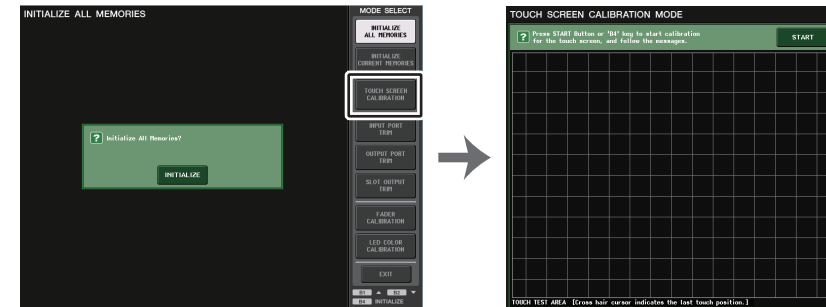 INITIALIZE ALL MEMORIES
? Initialize All Memories?
INITIALIZE
MODE SELECT
INITIALIZE
ALL MEMORIES
INITIALIZE
CURRENT MEMORIES
TOUCH SCREEN
CALIBRATION
INPUT PORT
TRIM
OUTPUT PORT
TRIM
SLOT OUTPUT
TRIM
FADER
CALIBRATION
LED COLOR
CALIBRATION
EXIT
B1 ▲ B2 ▼
B4 INITIALIZE
TOUCH SCREEN CALIBRATION MODE
? Press START Button or 'B4' key to start calibration
for the touch screen, and follow the messages.
START
TOUCH TEST AREA [Cross hair cursor indicates the last touch position.]